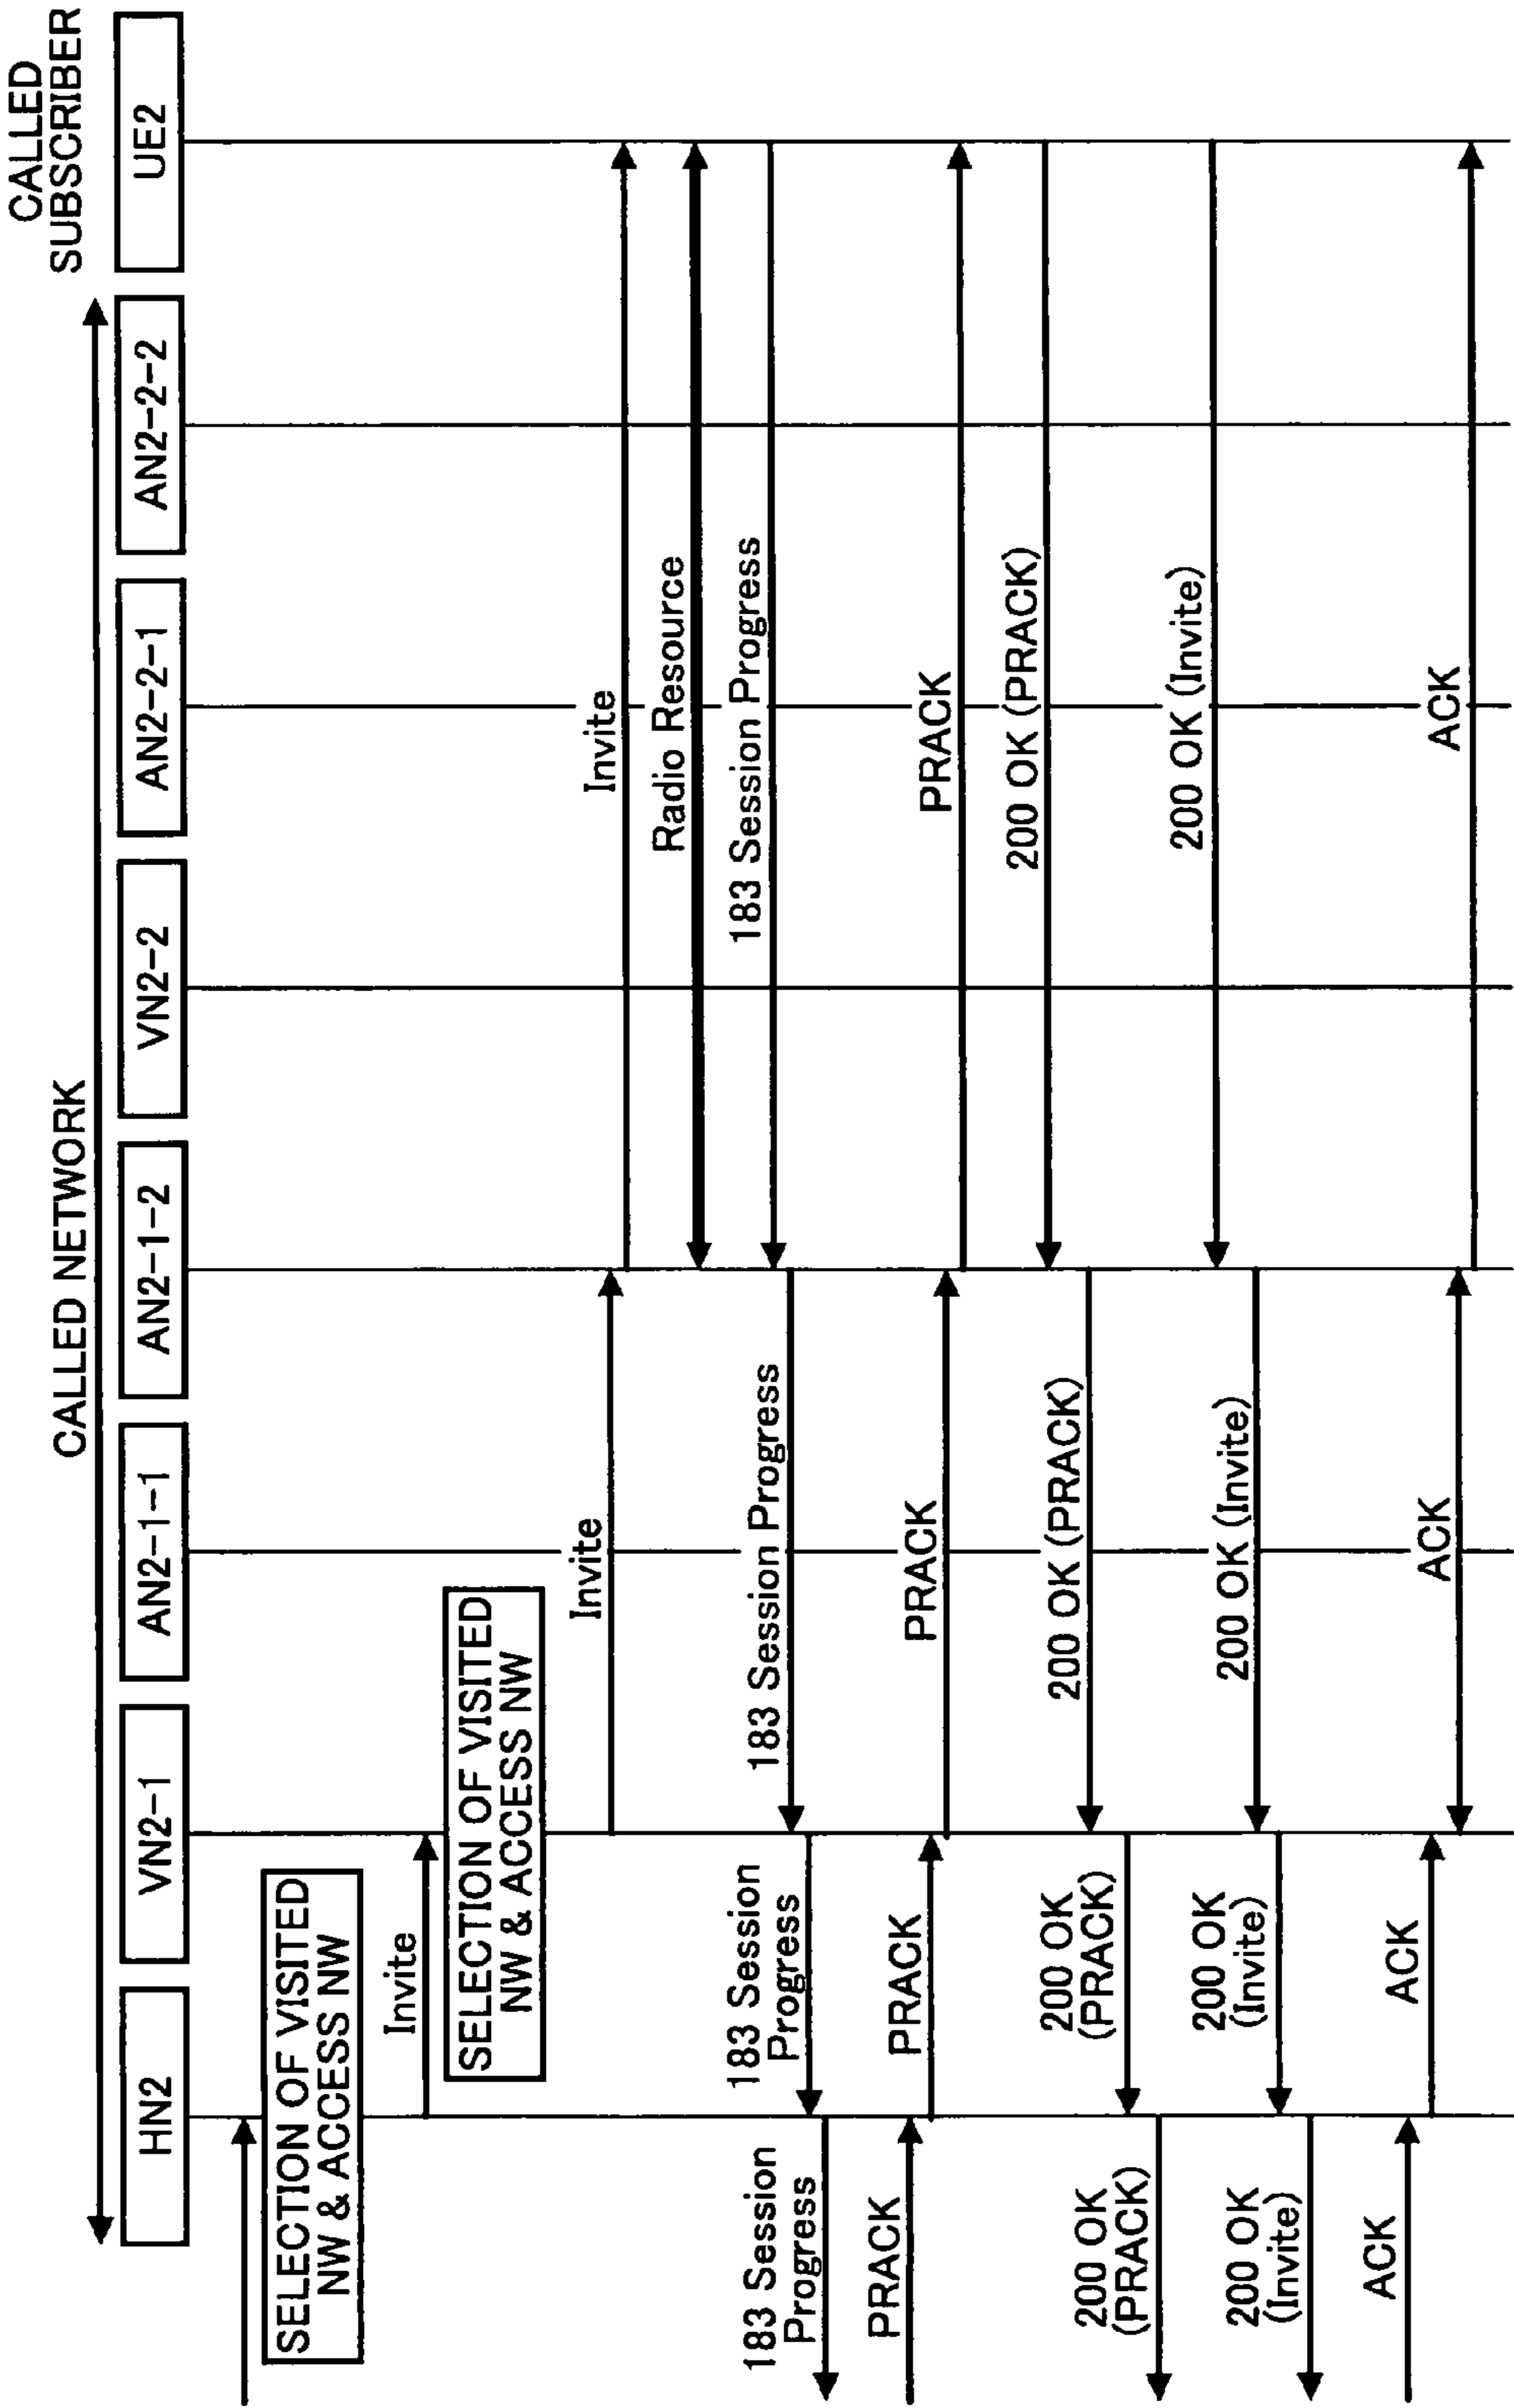 CALLED NETWORK
CALLED
SUBSCRIBER
HN2
VN2-1
AN2-1-1
AN2-1-2
VN2-2
AN2-2-1
AN2-2-2
UE2
SELECTION OF VISITED
NW & ACCESS NW
Invite
SELECTION OF VISITED
NW & ACCESS NW
Invite
Invite
Radio Resource
183 Session Progress
183 Session Progress
183 Session
Progress
183 Session
Progress
PRACK
PRACK
PRACK
PRACK
200 OK (PRACK)
200 OK (PRACK)
200 OK
(PRACK)
200 OK
(PRACK)
200 OK (Invite)
200 OK (Invite)
200 OK
(Invite)
200 OK
(Invite)
ACK
ACK
ACK
ACK